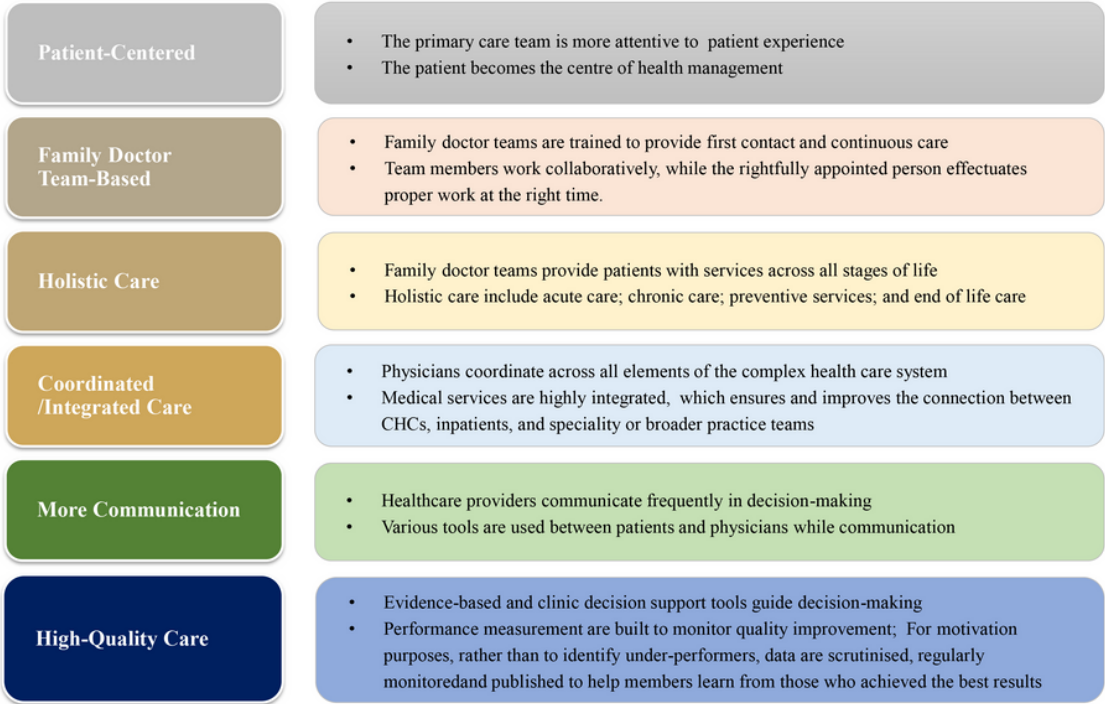 Patient-Centered
• The primary care team is more attentive to patient experience
• The patient becomes the centre of health management
Family Doctor
Team-Based
• Family doctor teams are trained to provide first contact and continuous care
• Team members work collaboratively, while the rightfully appointed person effectuates
proper work at the right time.
Holistic Care
• Family doctor teams provide patients with services across all stages of life
• Holistic care include acute care; chronic care; preventive services; and end of life care
Coordinated
/Integrated Care
• Physicians coordinate across all elements of the complex health care system
• Medical services are highly integrated, which ensures and improves the connection between
CHCs, inpatients, and speciality or broader practice teams
More Communication
• Healthcare providers communicate frequently in decision-making
• Various tools are used between patients and physicians while communication
High-Quality Care
• Evidence-based and clinic decision support tools guide decision-making
• Performance measurement are built to monitor quality improvement; For motivation
purposes, rather than to identify under-performers, data are scrutinised, regularly
monitoredand published to help members learn from those who achieved the best results